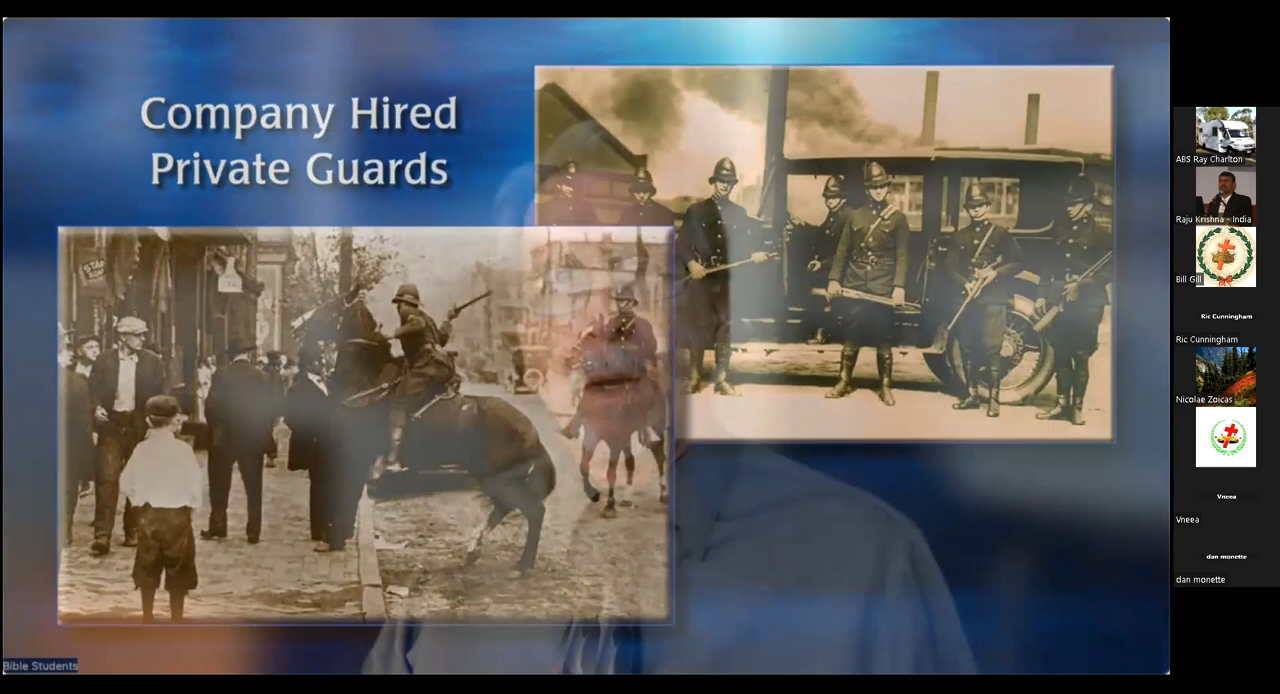 Company Hired
Private Guards
Bible Students
ABS Ray Charlton
Raju Krishna - India
Bill Gill
Ric Cunningham
Ric Cunningham
Nicolae Zoicas
Vneea
Vneea
dan monette
dan monette